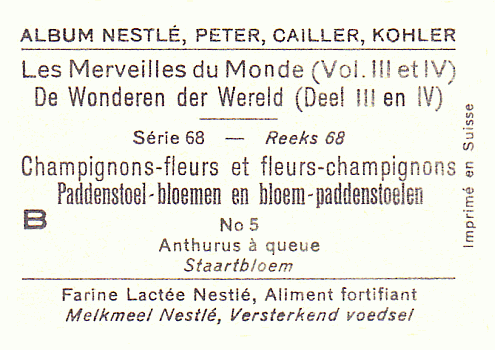 ALBUM NESTLÉ, PETER, CAILLER, KOHLER
Les Merveilles du Monde (Vol. III et IV)
De Wonderen der Wereld (Deel III en IV)
Série 68 — Reeks 68
Champignons-fleurs et fleurs-champignons
Paddenstoel-bloemen en bloem-paddenstoelen
B
No 5
Anthurus à queue
Staartbloem
Farine Lactée Nestlé, Aliment fortifiant
Melkmeel Nestlé, Versterkend voedsel
Imprimé en Suisse